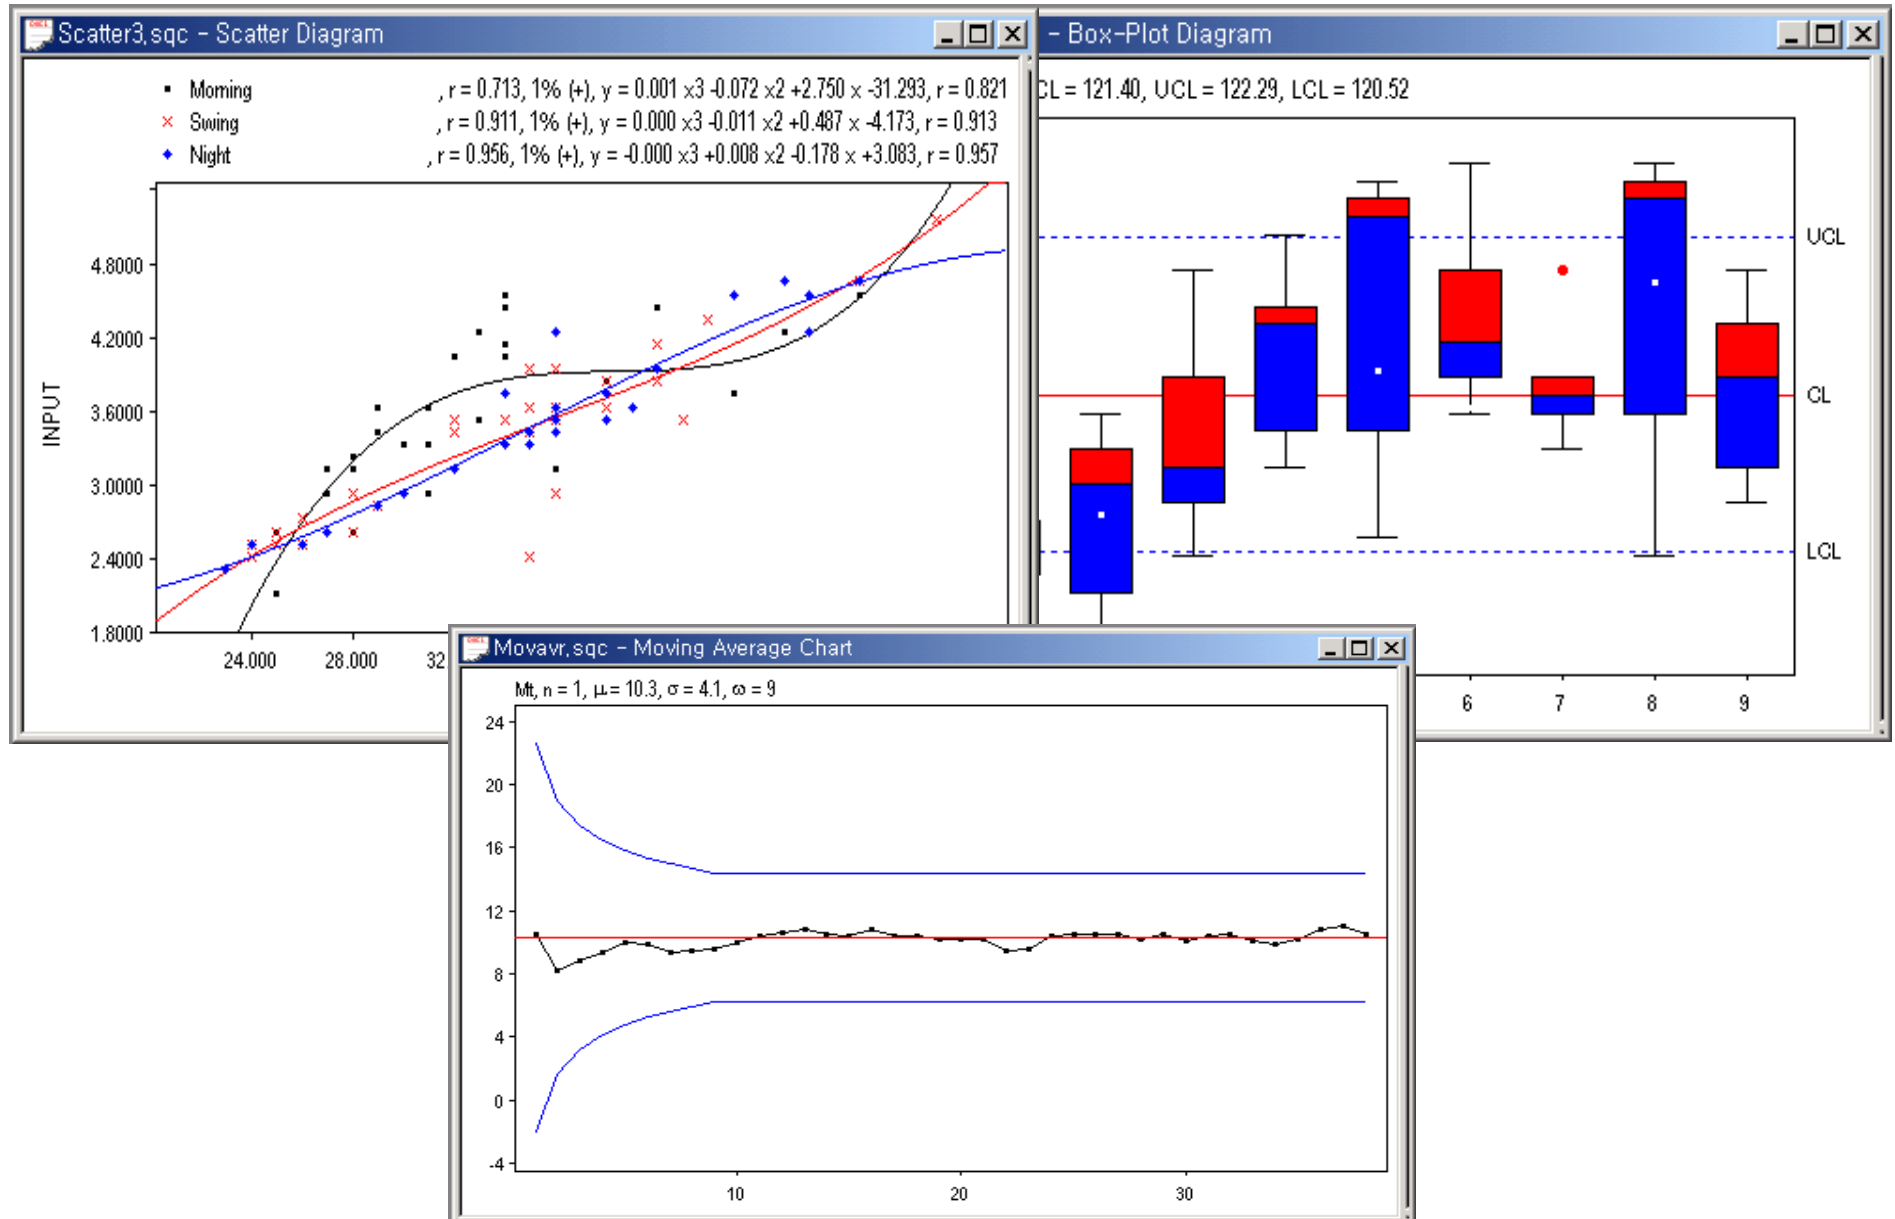 Scatter3.sqc - Scatter Diagram
Morning , r = 0.713, 1% (+), y = 0.001 x3 -0.072 x2 +2.750 x -31.293, r = 0.821
Swing , r = 0.911, 1% (+), y = 0.000 x3 -0.011 x2 +0.487 x -4.173, r = 0.913
Night , r = 0.956, 1% (+), y = -0.000 x3 +0.008 x2 -0.178 x +3.083, r = 0.957
INPUT
4.8000
4.2000
3.6000
3.0000
2.4000
1.8000
24.000 28.000 32
- Box-Plot Diagram
CL = 121.40, UCL = 122.29, LCL = 120.52
UCL
CL
LCL
6 7 8 9
Movavr.sqc - Moving Average Chart
Mt, n = 1, μ = 10.3, σ = 4.1, ω = 9
24
20
16
12
8
4
0
-4
10 20 30